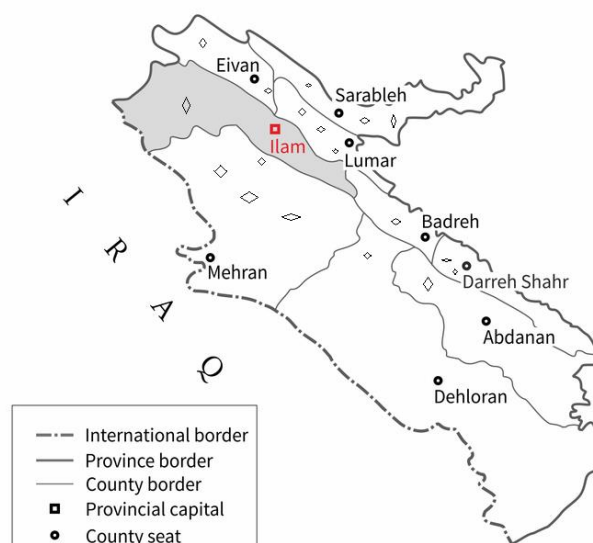 Eivan
Sarableh
Ilam
Lumar
Badreh
Darreh Shahr
Mehran
Abdanan
Dehloran
I R A Q
International border
Province border
County border
Provincial capital
County seat